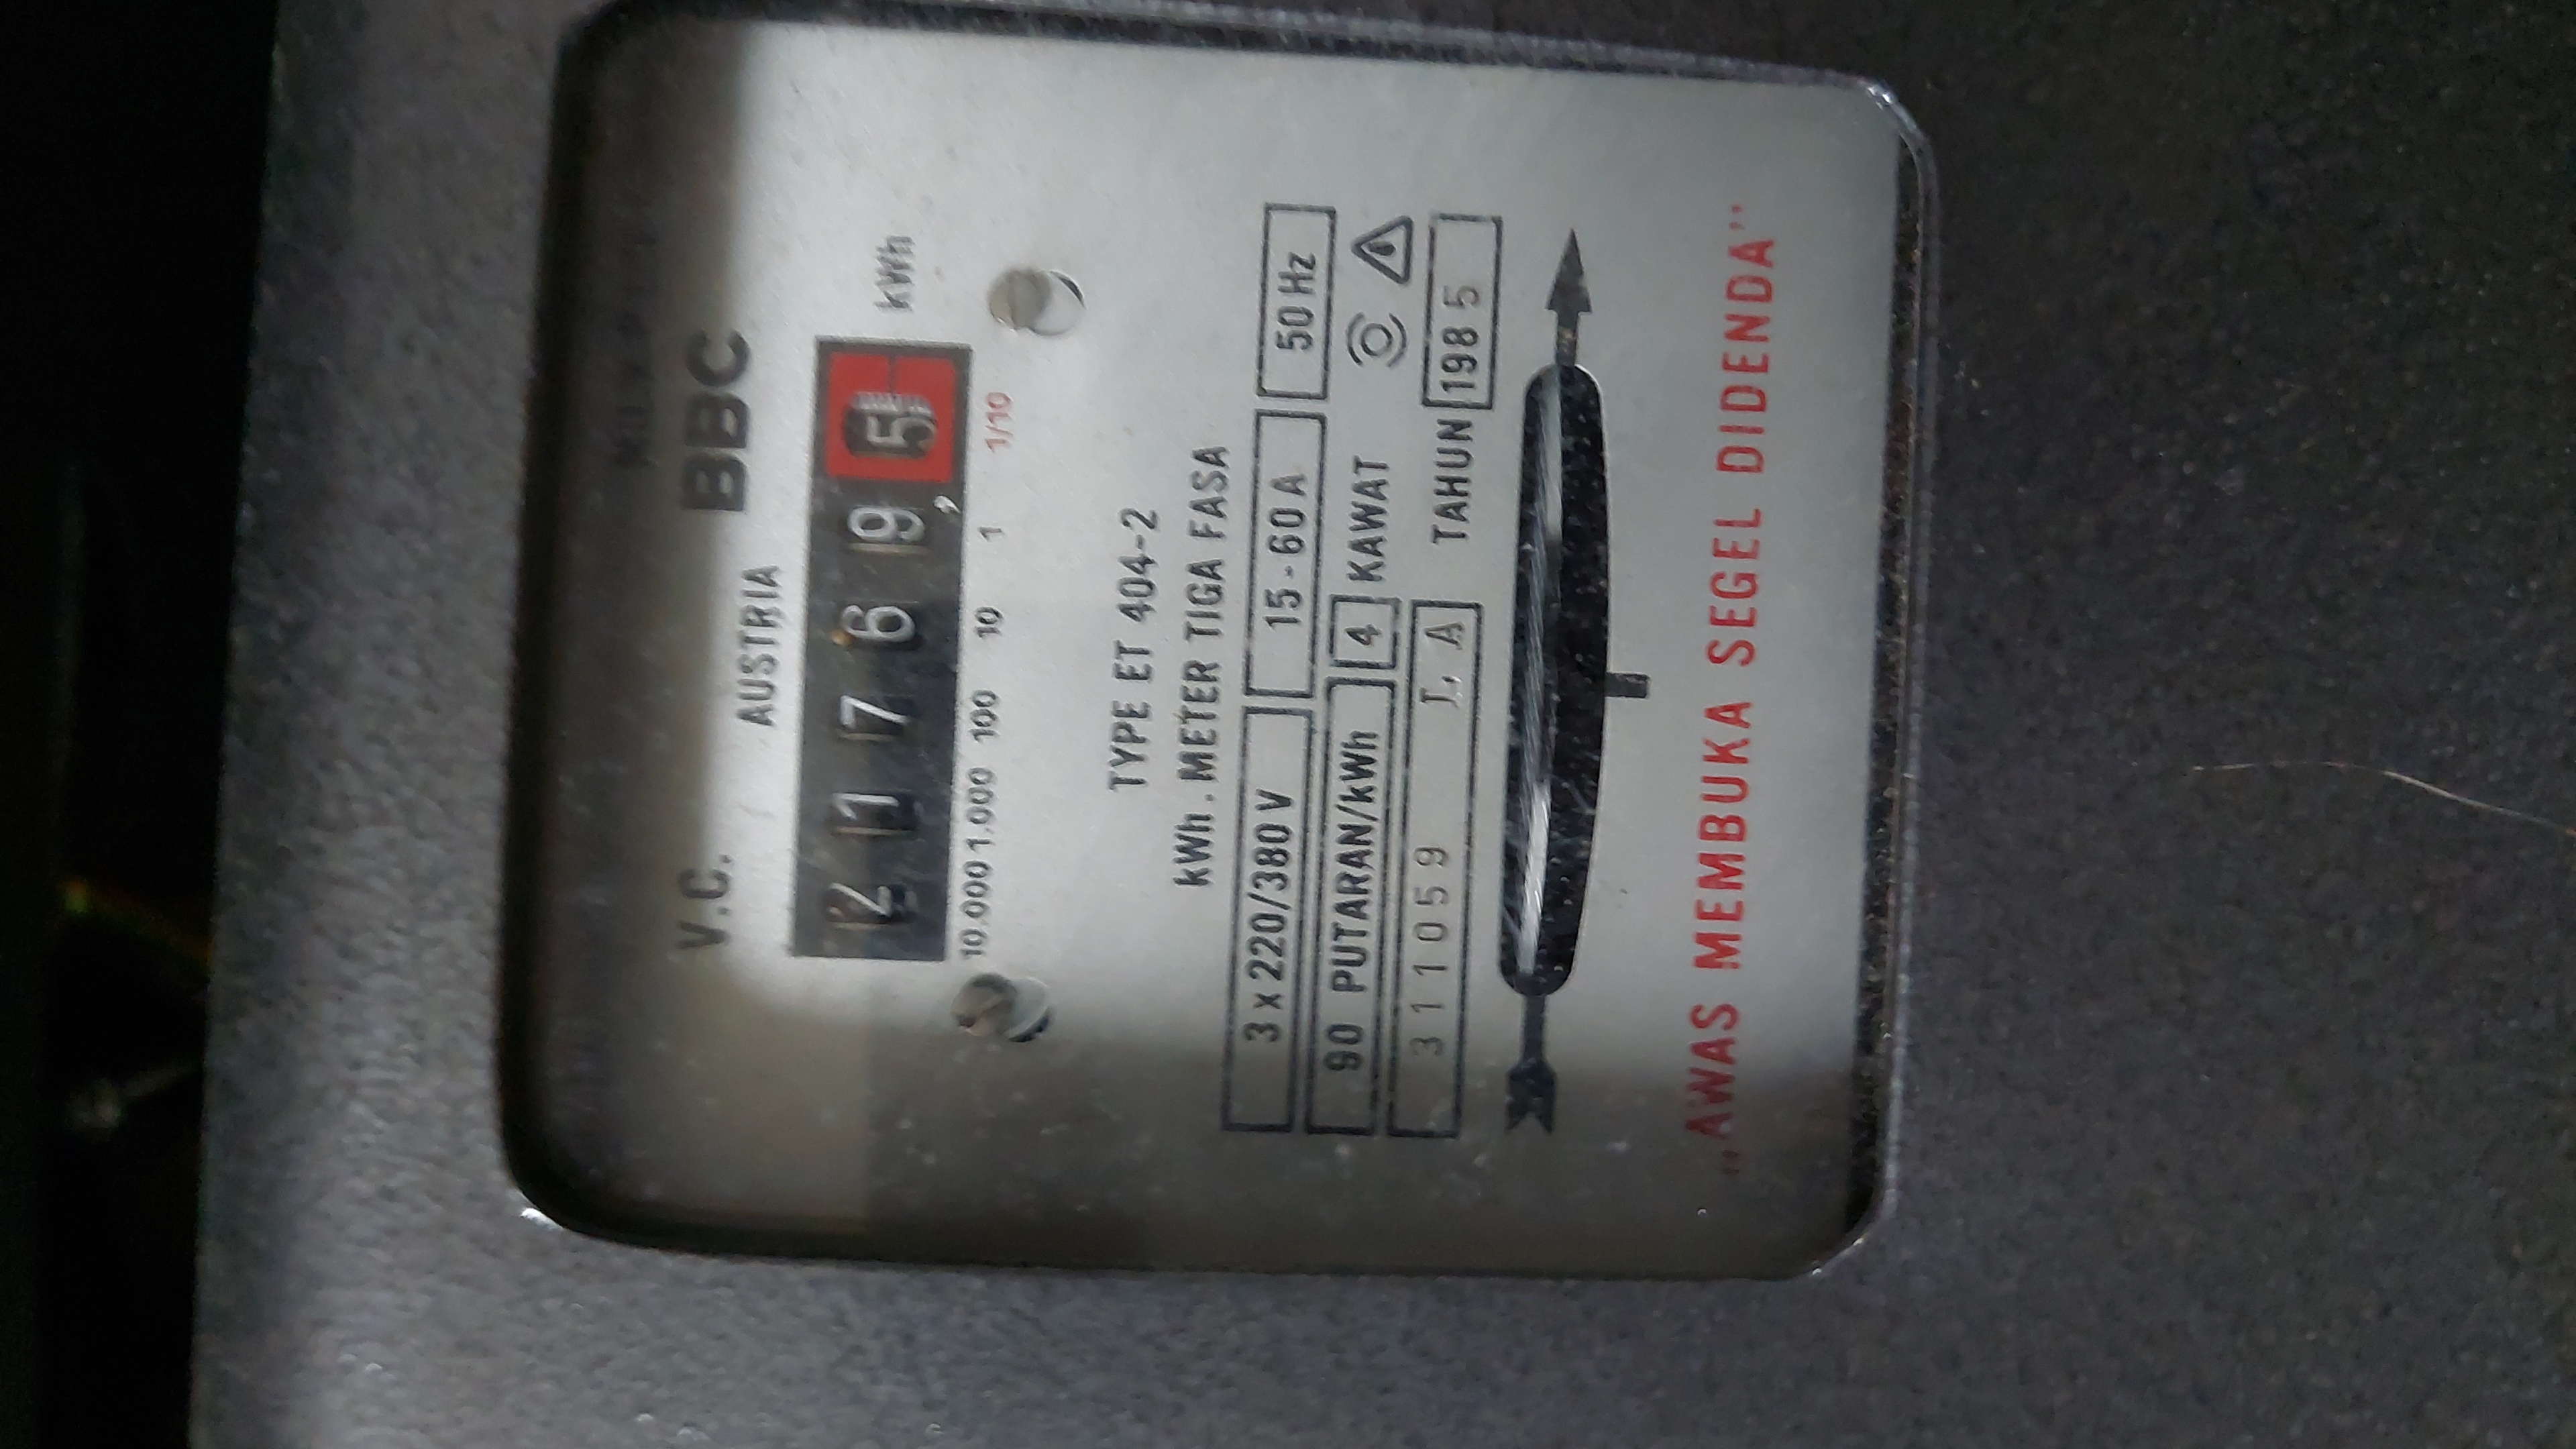 V.C.
BBC
AUSTRIA
2 1 7 6 9 , 5 kWh
10.000 1.000 100 10 1 1/10
TYPE ET 404-2
kWh. METER TIGA FASA
3 x 220/380 V 15-60 A 50 Hz
90 PUTARAN/kWh 4 KAWAT
311059 I. A TAHUN 1985
„AWAS MEMBUKA SEGEL DIDENDA”